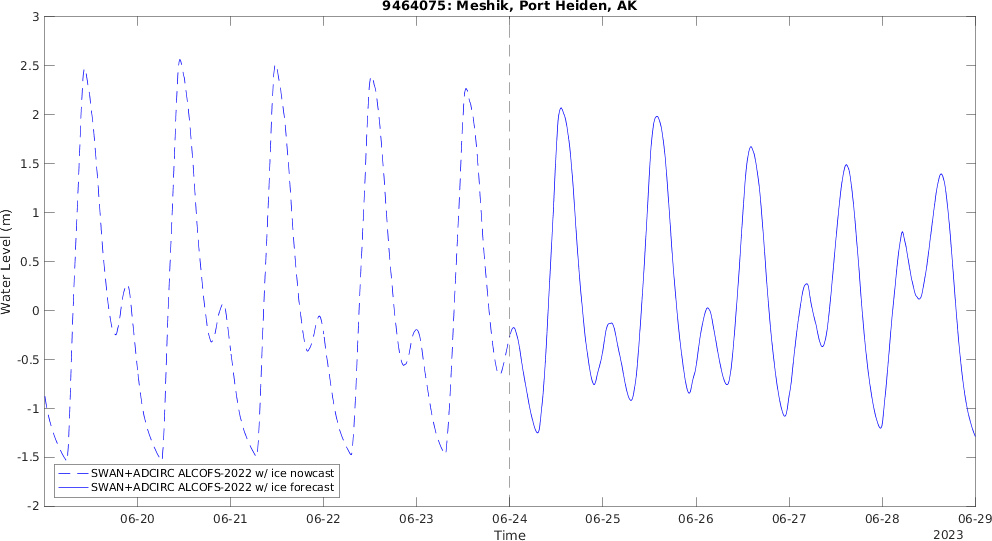 9464075: Meshik, Port Heiden, AK
3
2.5
2
1.5
1
0.5
0
-0.5
-1
-1.5
-2
Water Level (m)
SWAN+ADCIRC ALCOFS-2022 w/ ice nowcast
SWAN+ADCIRC ALCOFS-2022 w/ ice forecast
06-20 06-21 06-22 06-23 06-24 06-25 06-26 06-27 06-28 06-29
Time
2023